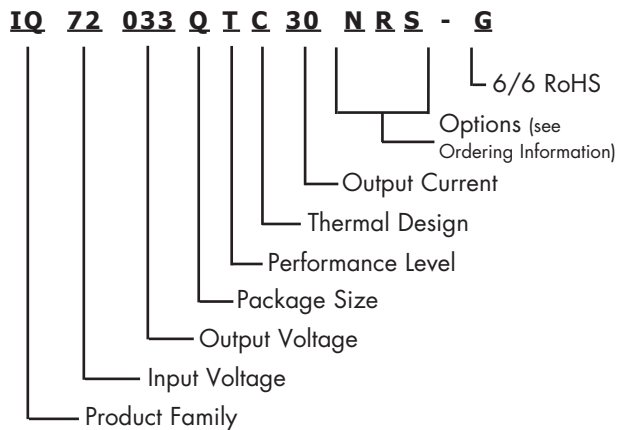 IQ 72 033 Q T C 30 N R S - G
6/6 RoHS
Options (see
Ordering Information)
Output Current
Thermal Design
Performance Level
Package Size
Output Voltage
Input Voltage
Product Family